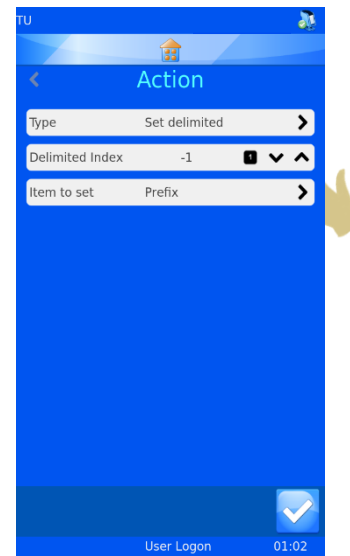 TU
Action
Type Set delimited
Delimited Index -1 1
Item to set Prefix
User Logon 01:02